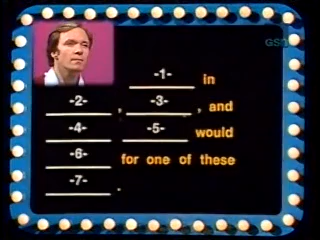 GSN
-1- in
-2- , -3- , and
-4- -5- would
-6- for one of these
-7- .